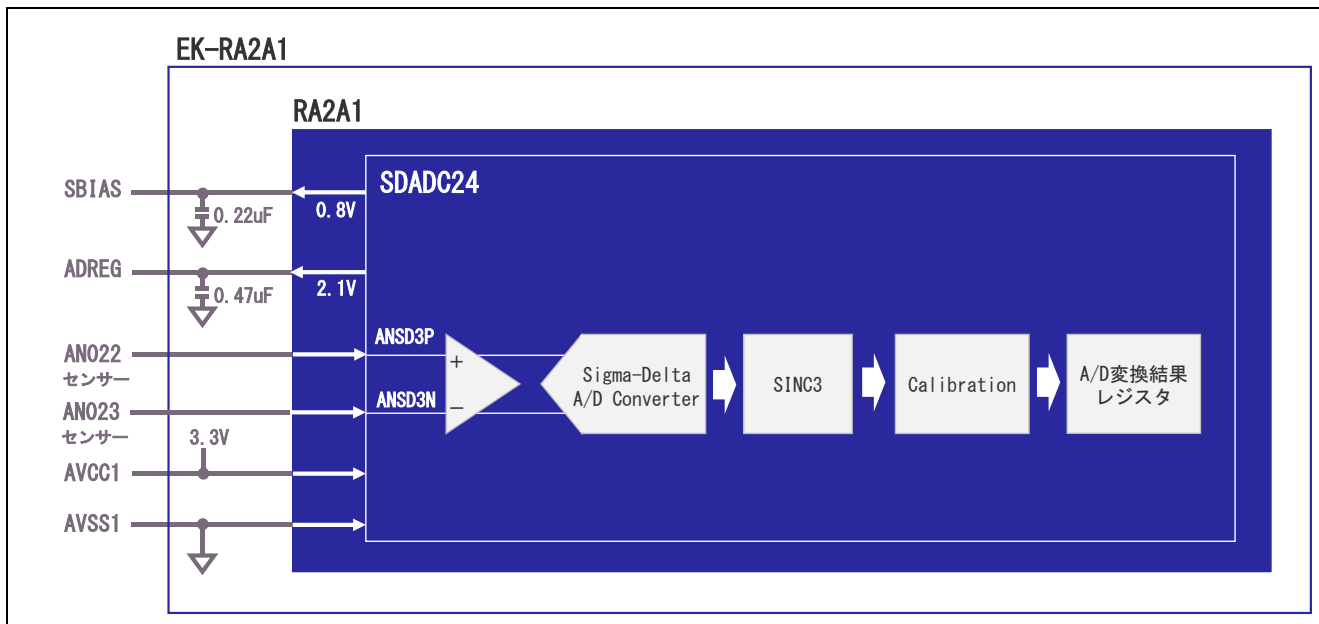 EK-RA2A1
RA2A1
SDADC24
SBIAS
0.22uF
0.8V
ADREG
0.47uF
2.1V
ANO22
センサー
ANSD3P
ANO23
センサー
ANSD3N
+
−
Sigma-Delta
A/D Converter
SINC3
Calibration
A/D変換結果
レジスタ
3.3V
AVCC1
AVSS1